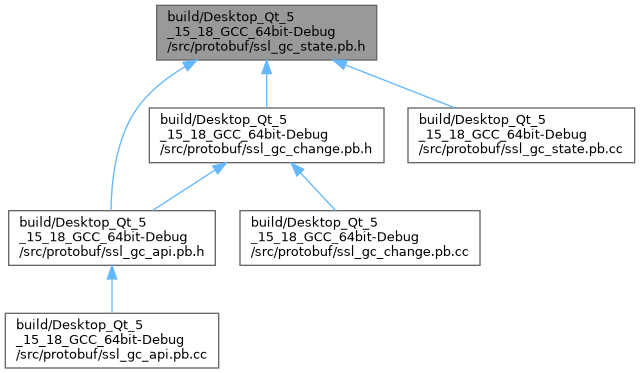 build/Desktop_Qt_5
_15_18_GCC_64bit-Debug
/src/protobuf/ssl_gc_state.pb.h
build/Desktop_Qt_5
_15_18_GCC_64bit-Debug
/src/protobuf/ssl_gc_change.pb.h
build/Desktop_Qt_5
_15_18_GCC_64bit-Debug
/src/protobuf/ssl_gc_state.pb.cc
build/Desktop_Qt_5
_15_18_GCC_64bit-Debug
/src/protobuf/ssl_gc_api.pb.h
build/Desktop_Qt_5
_15_18_GCC_64bit-Debug
/src/protobuf/ssl_gc_change.pb.cc
build/Desktop_Qt_5
_15_18_GCC_64bit-Debug
/src/protobuf/ssl_gc_api.pb.cc